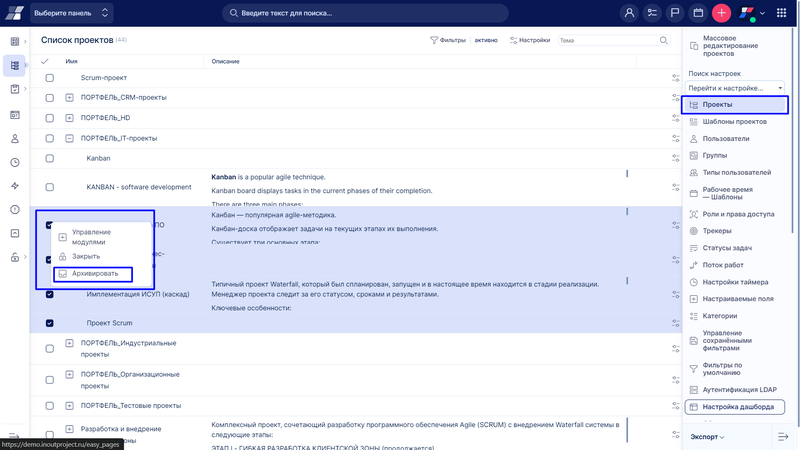 Выберите панель
Введите текст для поиска...
Список проектов (44)
Фильтры
активно
Настройки
Тема
Имя
Описание
Scrum-проект
ПОРТФЕЛЬ_CRM-проекты
ПОРТФЕЛЬ_HD
ПОРТФЕЛЬ_IT-проекты
Kanban
KANBAN - software development
Kanban is a popular agile technique.
Kanban board displays tasks in the current phases of their completion.
There are three main phases:
ПО
Канбан — популярная agile-методика.
Канбан-доска отображает задачи на текущих этапах их выполнения.
Существует три основных этапа:
Управление
модулями
Закрыть
Архивировать
Имплементация ИСУП (каскад)
Типичный проект Waterfall, который был спланирован, запущен и в настоящее время находится в стадии реализации.
Менеджер проекта следит за его статусом, сроками и результатами.
Ключевые особенности:
Проект Scrum
ПОРТФЕЛЬ_Индустриальные
проекты
ПОРТФЕЛЬ_Организационные
проекты
ПОРТФЕЛЬ_Тестовые проекты
Разработка и внедрение
Комплексный проект, сочетающий разработку программного обеспечения Agile (SCRUM) с внедрением Waterfall системы в
следующие этапы:
ЭТАП I - ГИБКАЯ РАЗРАБОТКА КЛИЕНТСКОЙ ЗОНЫ (продолжается)
https://demo.inoutproject.ru/easy_pages
Массовое
редактирование
проектов
Поиск настроек
Перейти к настройке...
Проекты
Шаблоны проектов
Пользователи
Группы
Типы пользователей
Рабочее время
— Шаблоны
Роли и права доступа
Трекеры
Статусы задач
Поток работ
Настройки таймера
Настраиваемые поля
Категории
Управление
сохранёнными
фильтрами
Фильтры по
умолчанию
Аутентификация LDAP
Настройка дашборда
Экспорт